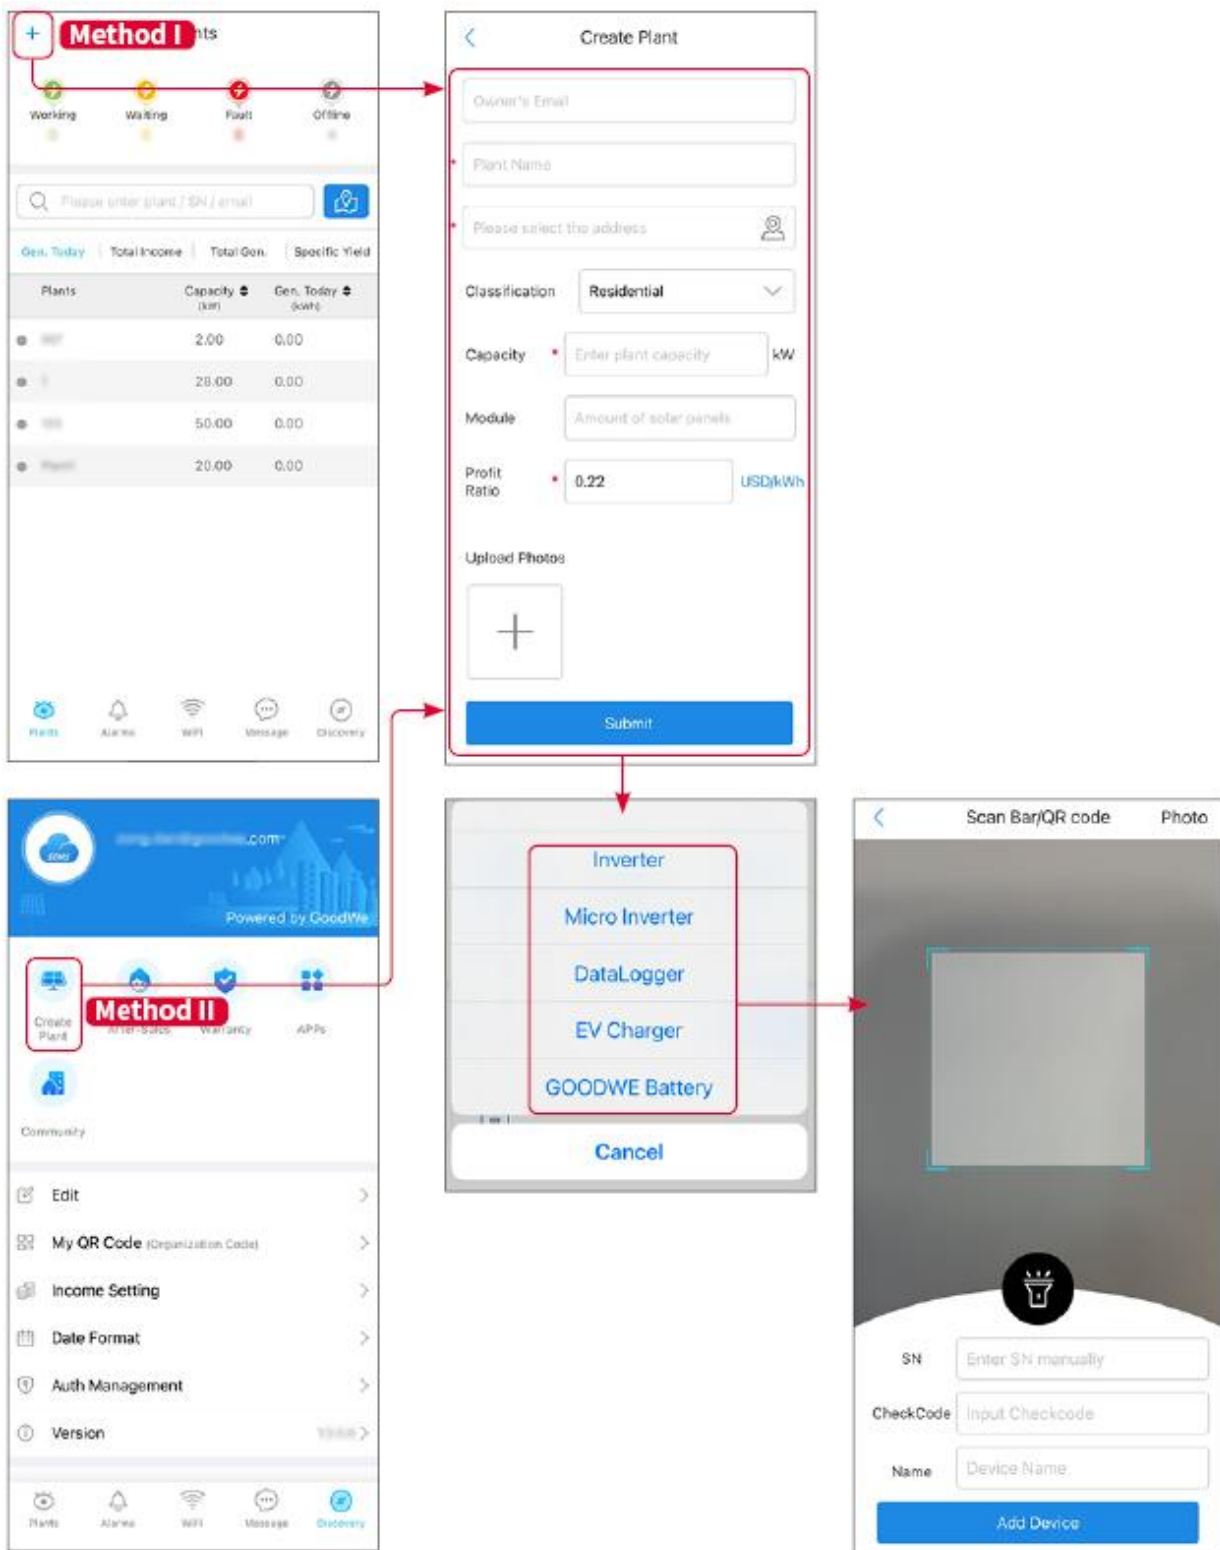 + Method I nts
Working Waiting Fault Offline
Please enter plant / SN / email
Gen. Today Total Income Total Gen. Specific Yield
Plants Capacity Gen. Today
(kW) (kWh)
2.00 0.00
28.00 0.00
50.00 0.00
20.00 0.00
Plants Alarms WiFi Message Discovery
Create Plant
Owner's Email
* Plant Name
* Please select the address
Classification Residential
Capacity * Enter plant capacity kW
Module Amount of solar panels
Profit
Ratio * 0.22 USD/kWh
Upload Photos
Submit
SEMS
.com
Powered by GoodWe
Method II
Create
Plant
After-Sales Warranty APPs
Community
Edit
My QR Code (Organization Code)
Income Setting
Date Format
Auth Management
Version
Plants Alarms WiFi Message Discovery
Inverter
Micro Inverter
DataLogger
EV Charger
GOODWE Battery
Cancel
Scan Bar/QR code Photo
SN Enter SN manually
CheckCode Input Checkcode
Name Device Name
Add Device